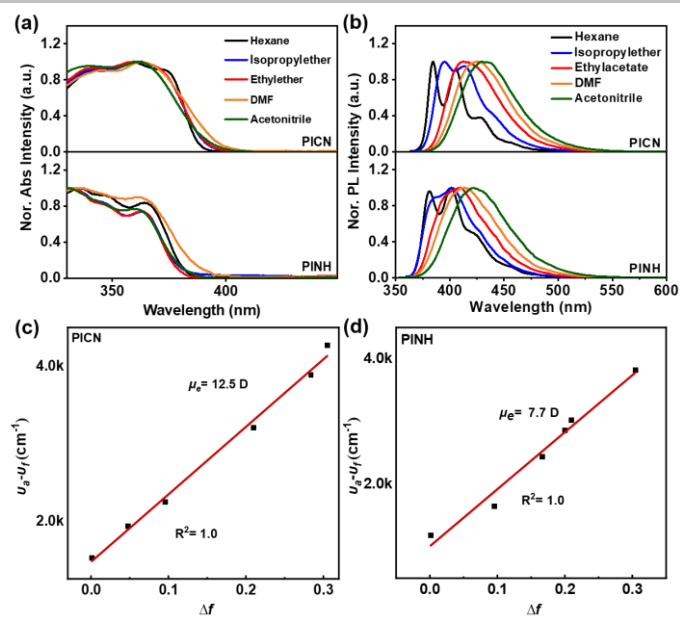 (a)
Hexane
Isopropylether
Ethylether
DMF
Acetonitrile
PICN
1.2
0.8
0.4
0.0
1.2
0.8
0.4
0.0
PINH
350
400
Wavelength (nm)
Nor. Abs Intensity (a.u.)
(b)
Hexane
Isopropylether
Ethylacetate
DMF
Acetonitrile
PICN
1.2
0.8
0.4
0.0
1.2
0.8
0.4
0.0
PINH
350
400
450
500
550
600
Wavelength (nm)
Nor. PL Intensity (a.u.)
(c)
PICN
μe= 12.5 D
R2= 1.0
4.0k
2.0k
0.0
0.1
0.2
0.3
Δf
υa-υf (cm-1)
(d)
PINH
μe= 7.7 D
R2= 1.0
4.0k
2.0k
0.0
0.1
0.2
0.3
Δf
υa-υf (cm-1)